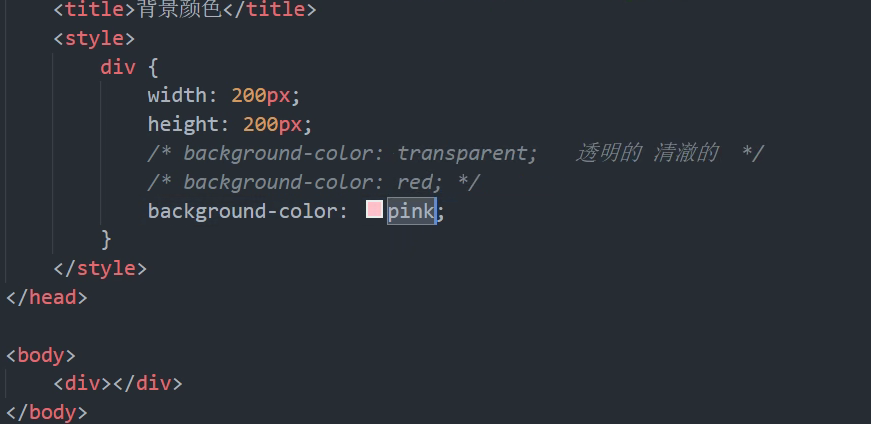 <title>背景颜色</title>
<style>
div {
width: 200px;
height: 200px;
/* background-color: transparent;   透明的 清澈的  */
/* background-color: red; */
background-color: pink;
}
</style>
</head>
<body>
<div></div>
</body>